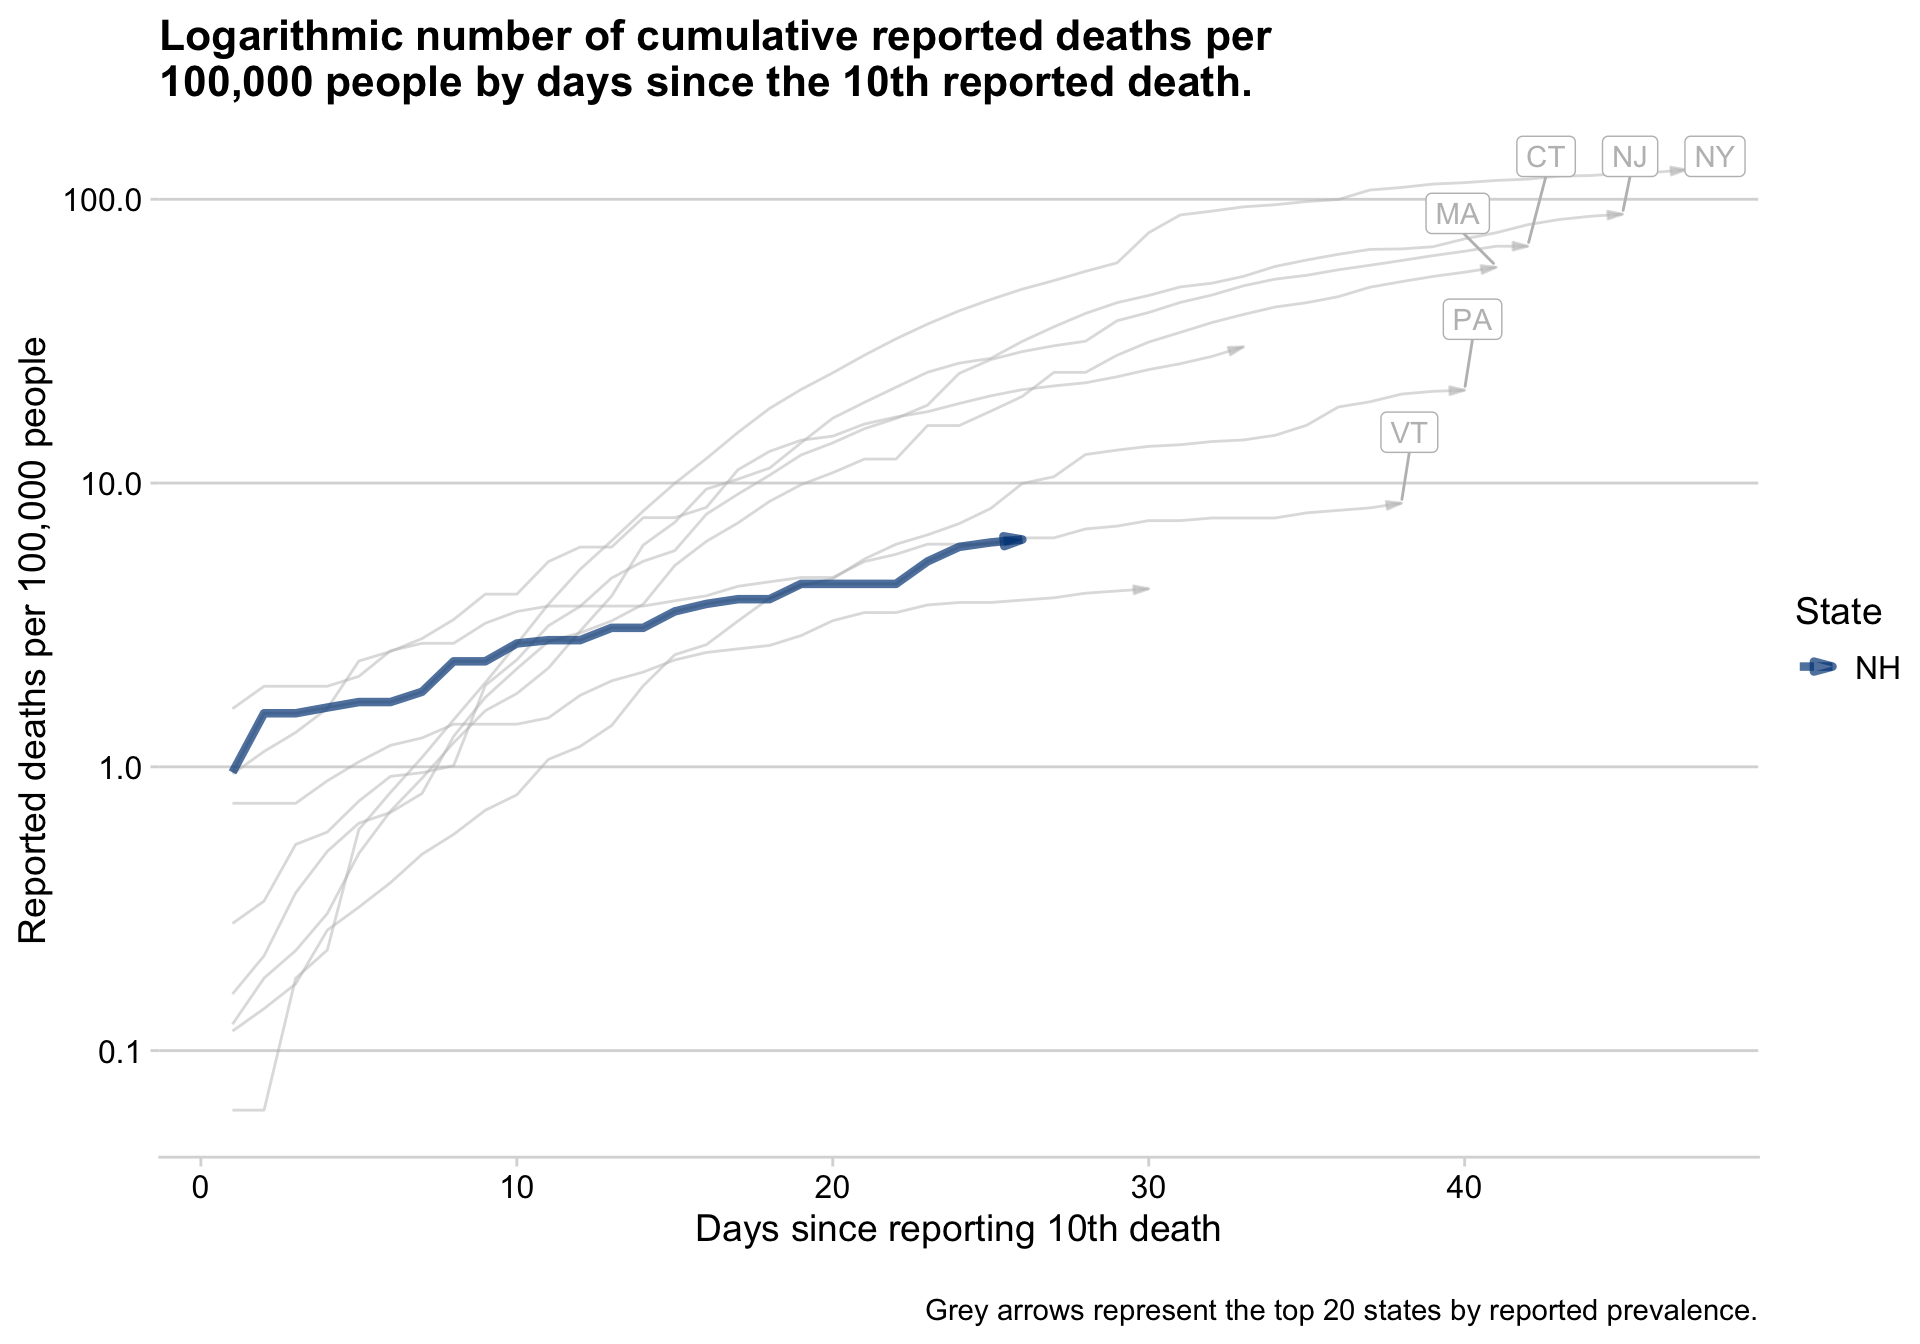 Logarithmic number of cumulative reported deaths per
100,000 people by days since the 10th reported death.
Reported deaths per 100,000 people
100.0
10.0
1.0
0.1
CT
NJ
NY
MA
PA
VT
State
NH
0
10
20
30
40
Days since reporting 10th death
Grey arrows represent the top 20 states by reported prevalence.